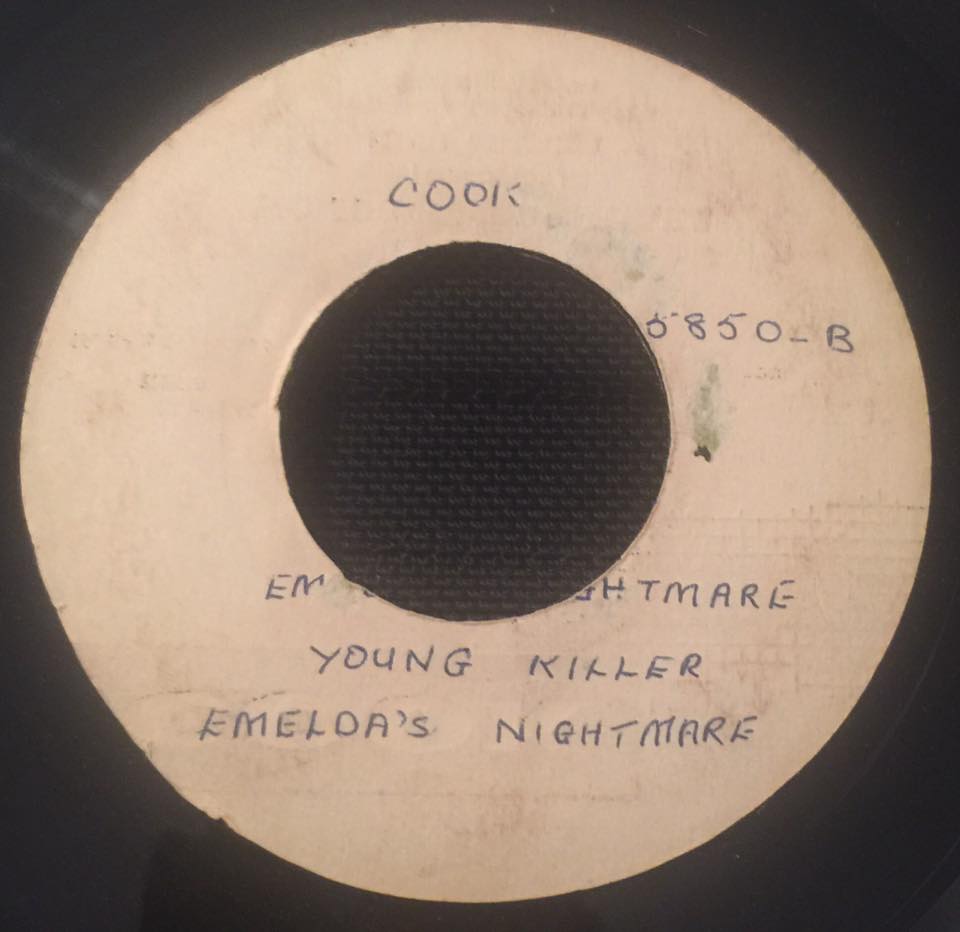 COOK
5850-B
YOUNG KILLER
EMELDA'S NIGHTMARE